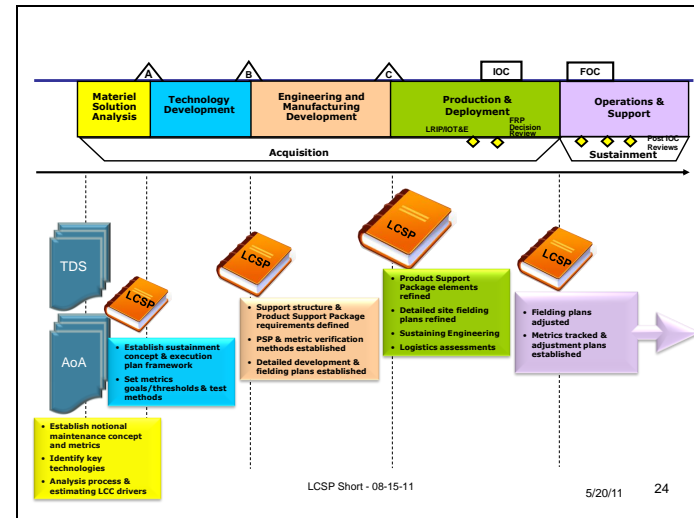 A
B
C
IOC
FOC
Materiel
Solution
Analysis
Technology
Development
Engineering and
Manufacturing
Development
Production &
Deployment
LRIP/IOT&E
FRP
Decision
Review
Operations &
Support
Post IOC
Reviews
Acquisition
Sustainment
TDS
AoA
LCSP
LCSP
LCSP
LCSP
• Establish notional
maintenance concept
and metrics
• Identify key
technologies
• Analysis process &
estimating LCC drivers
• Establish sustainment
concept & execution
plan framework
• Set metrics
goals/thresholds & test
methods
• Support structure &
Product Support Package
requirements defined
• PSP & metric verification
methods established
• Detailed development &
fielding plans established
• Product Support
Package elements
refined
• Detailed site fielding
plans refined
• Sustaining Engineering
• Logistics assessments
• Fielding plans
adjusted
• Metrics tracked &
adjustment plans
established
LCSP Short - 08-15-11
5/20/11
24